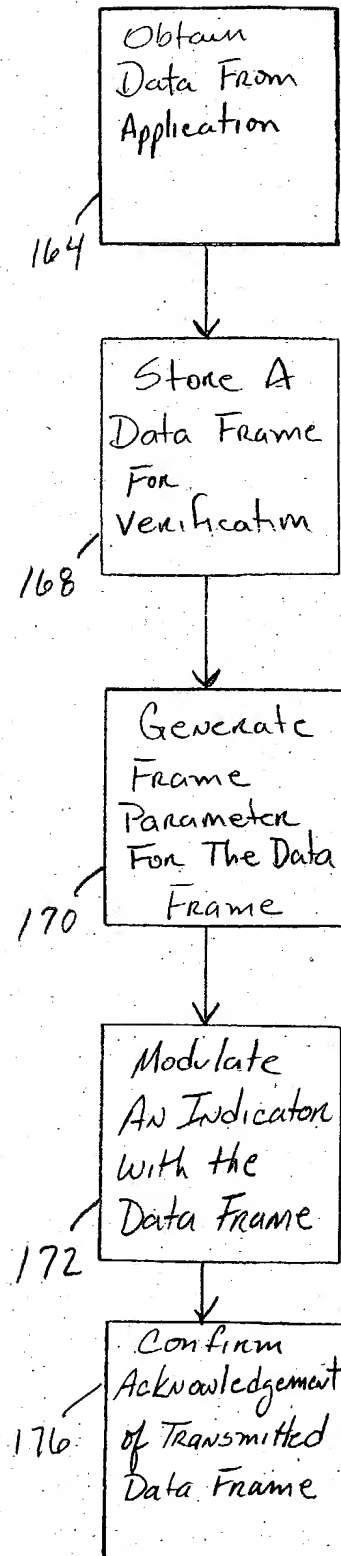 Obtain
Data From
Application
164
Store A
Data Frame
For
Verification
168
Generate
Frame
Parameter
For The Data
Frame
170
Modulate
An Indicator
With the
Data Frame
172
Confirm
Acknowledgement
of Transmitted
Data Frame
176